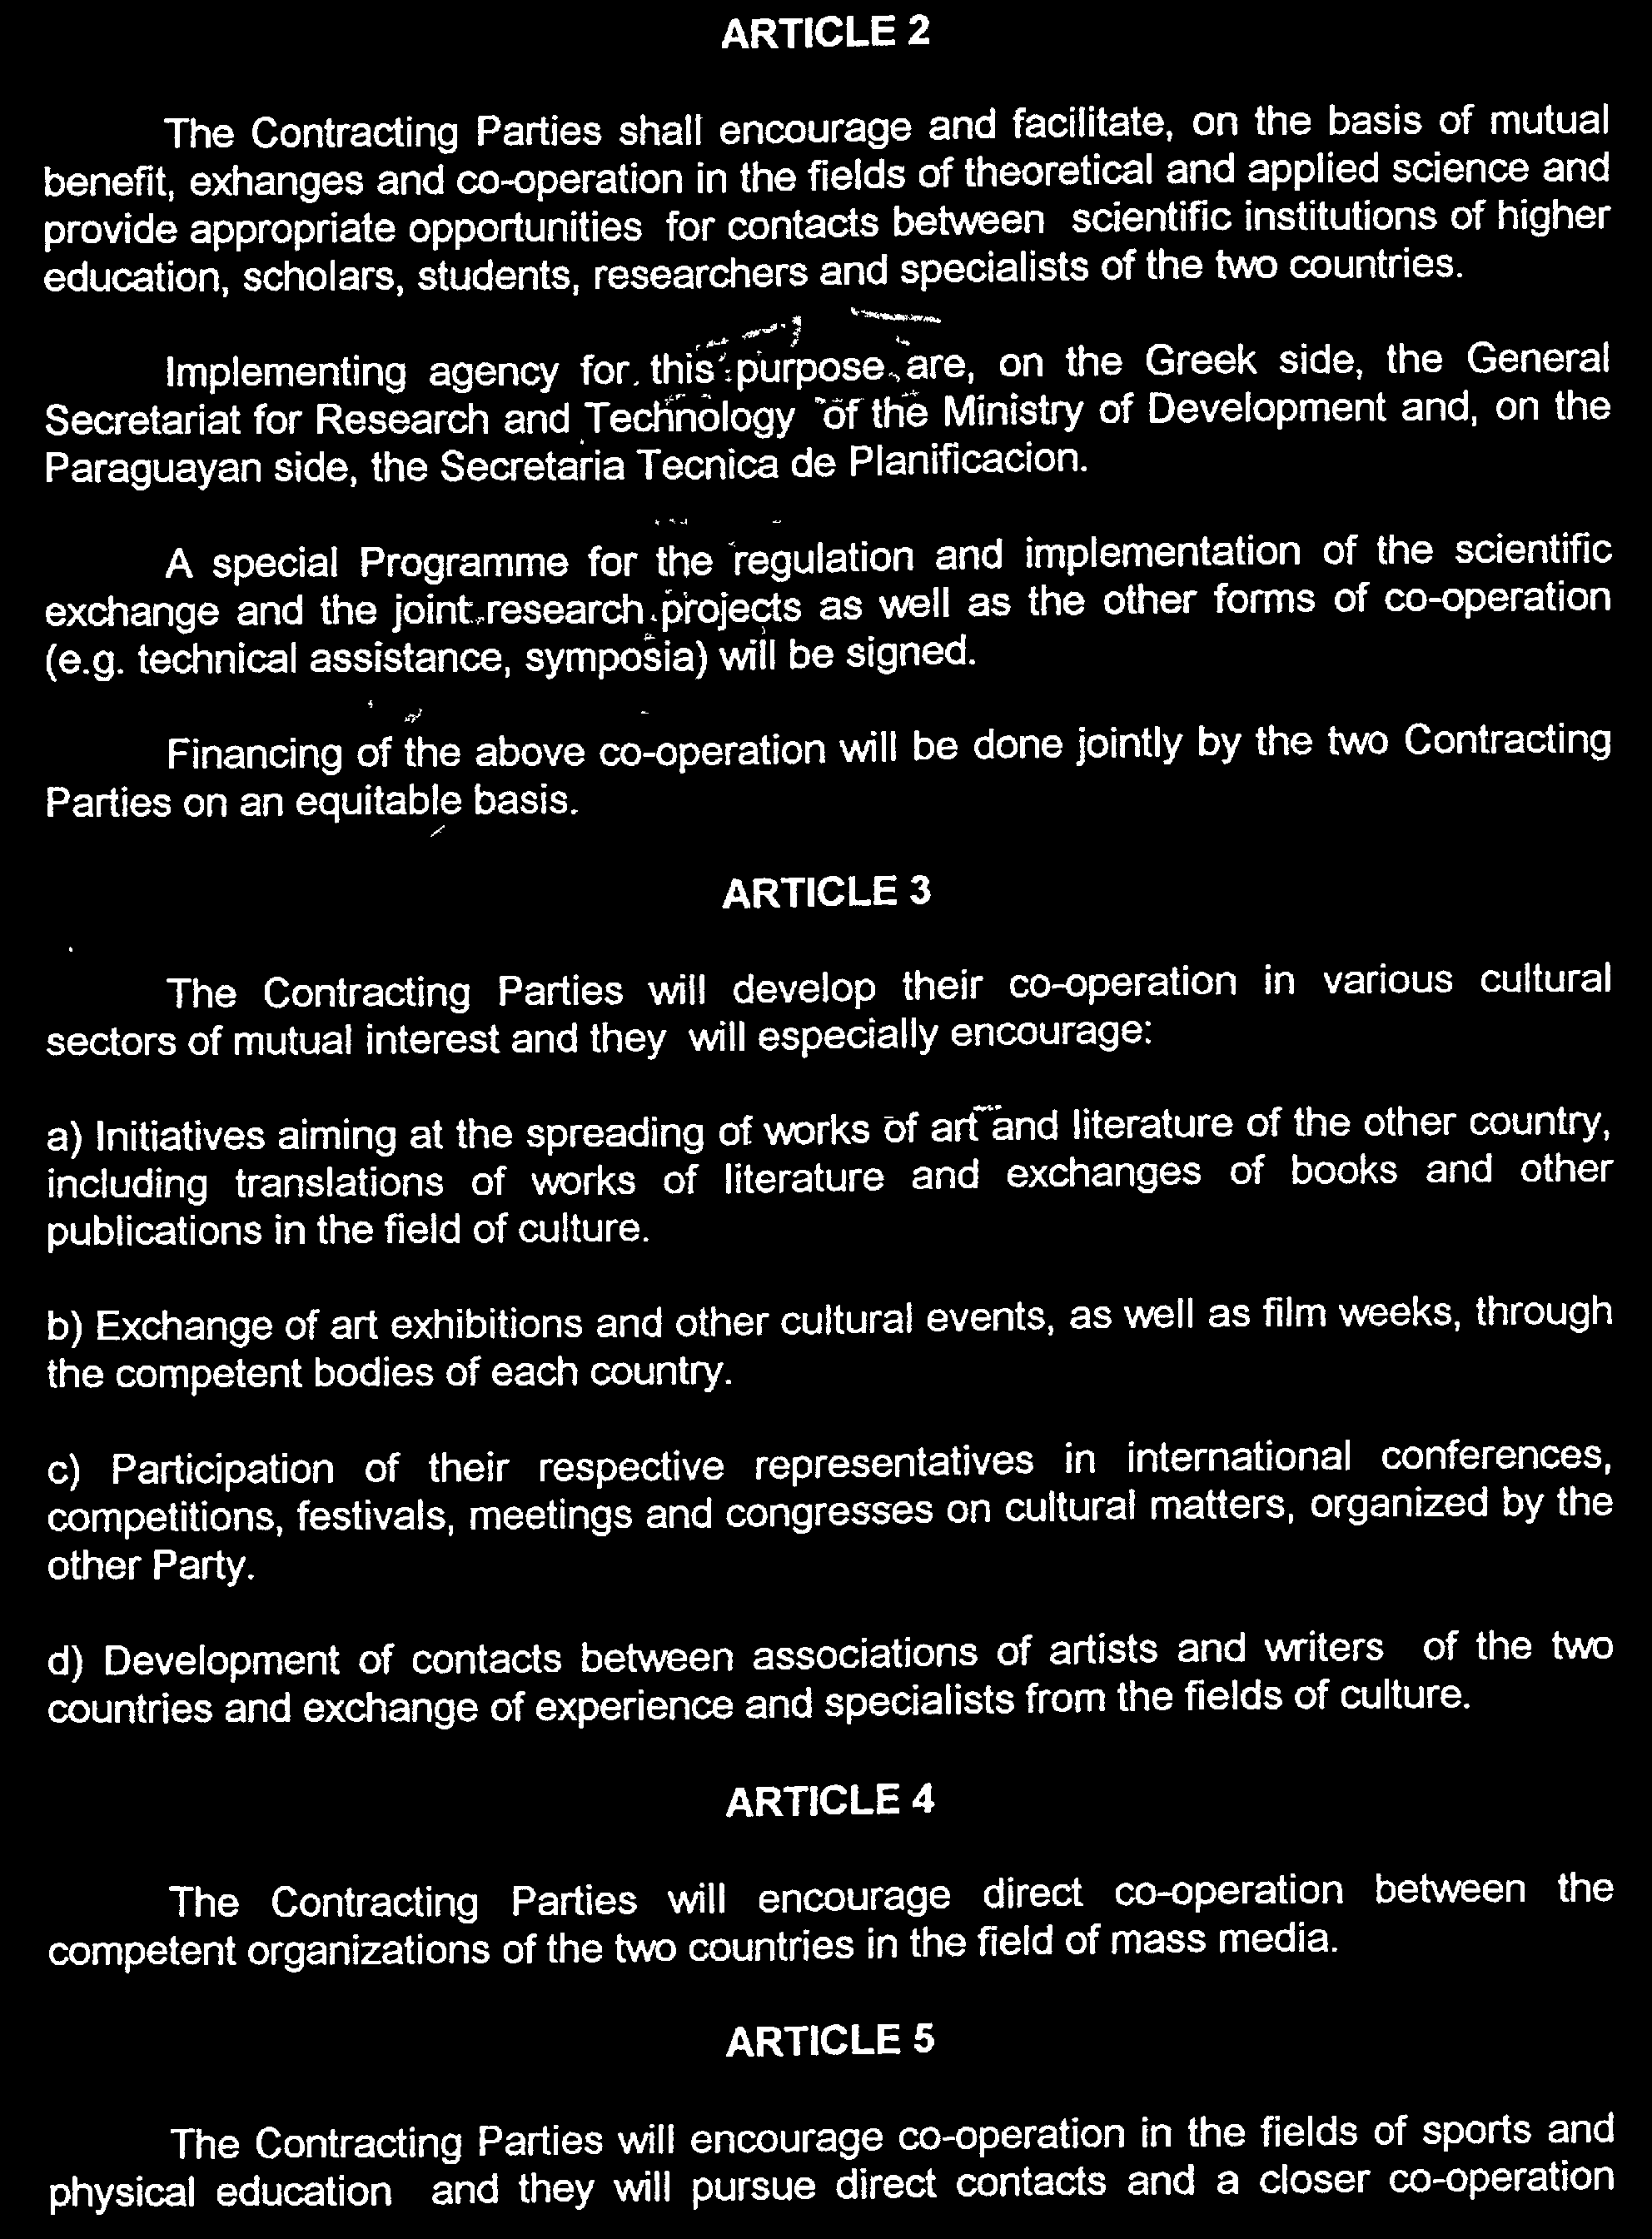 ARTICLE 2
The Contracting Parties shall encourage and facilitate, on the basis of mutual
benefit, exhanges and co-operation in the fields of theoretical and applied science and
provide appropriate opportunities for contacts between scientific institutions of higher
education, scholars, students, researchers and specialists of the two countries.
Implementing agency for this purpose are, on the Greek side, the General
Secretariat for Research and Technology of the Ministry of Development and, on the
Paraguayan side, the Secretaria Tecnica de Planificacion.
A special Programme for the regulation and implementation of the scientific
exchange and the joint research projects as well as the other forms of co-operation
(e.g. technical assistance, symposia) will be signed.
Financing of the above co-operation will be done jointly by the two Contracting
Parties on an equitable basis.
ARTICLE 3
The Contracting Parties will develop their co-operation in various cultural
sectors of mutual interest and they will especially encourage:
a) Initiatives aiming at the spreading of works of art and literature of the other country,
including translations of works of literature and exchanges of books and other
publications in the field of culture.
b) Exchange of art exhibitions and other cultural events, as well as film weeks, through
the competent bodies of each country.
c) Participation of their respective representatives in international conferences,
competitions, festivals, meetings and congresses on cultural matters, organized by the
other Party.
d) Development of contacts between associations of artists and writers of the two
countries and exchange of experience and specialists from the fields of culture.
ARTICLE 4
The Contracting Parties will encourage direct co-operation between the
competent organizations of the two countries in the field of mass media.
ARTICLE 5
The Contracting Parties will encourage co-operation in the fields of sports and
physical education and they will pursue direct contacts and a closer co-operation